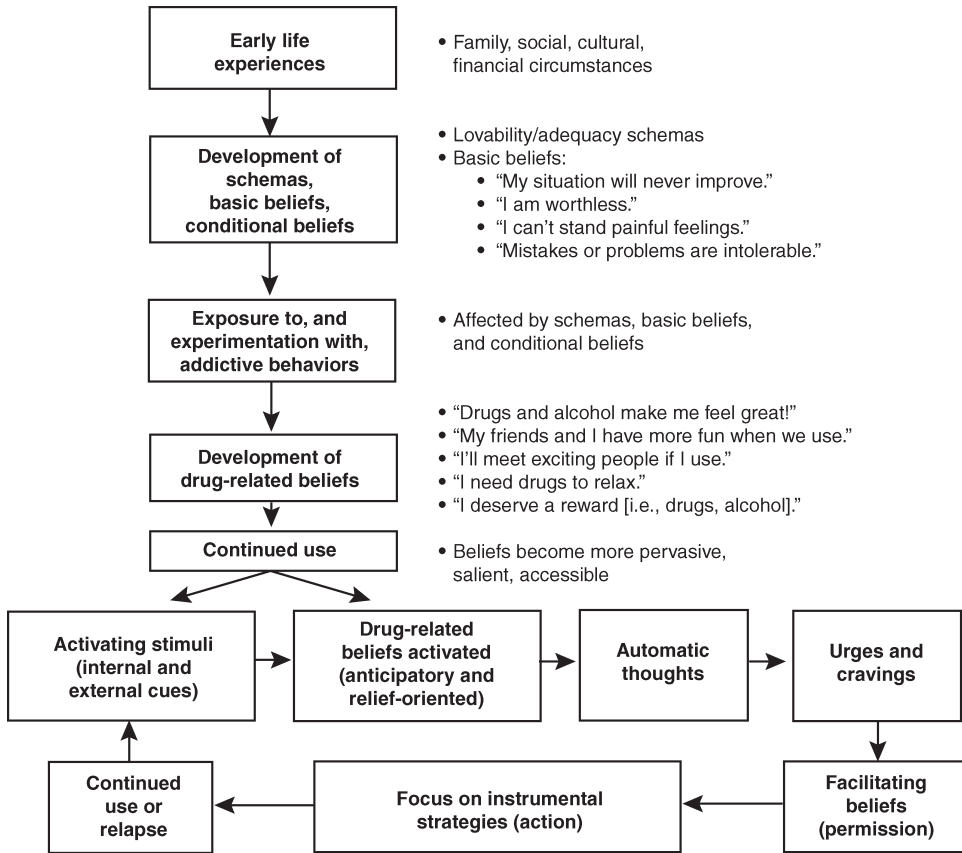 Early life
experiences
• Family, social, cultural,
financial circumstances
Development of
schemas,
basic beliefs,
conditional beliefs
• Lovability/adequacy schemas
• Basic beliefs:
• “My situation will never improve.”
• “I am worthless.”
• “I can’t stand painful feelings.”
• “Mistakes or problems are intolerable.”
Exposure to, and
experimentation with,
addictive behaviors
• Affected by schemas, basic beliefs,
and conditional beliefs
Development of
drug-related beliefs
• “Drugs and alcohol make me feel great!”
• “My friends and I have more fun when we use.”
• “I’ll meet exciting people if I use.”
• “I need drugs to relax.”
• “I deserve a reward [i.e., drugs, alcohol].”
Continued use
• Beliefs become more pervasive,
salient, accessible
Activating stimuli
(internal and
external cues)
Drug-related
beliefs activated
(anticipatory and
relief-oriented)
Automatic
thoughts
Urges and
cravings
Facilitating
beliefs
(permission)
Focus on instrumental
strategies (action)
Continued
use or
relapse